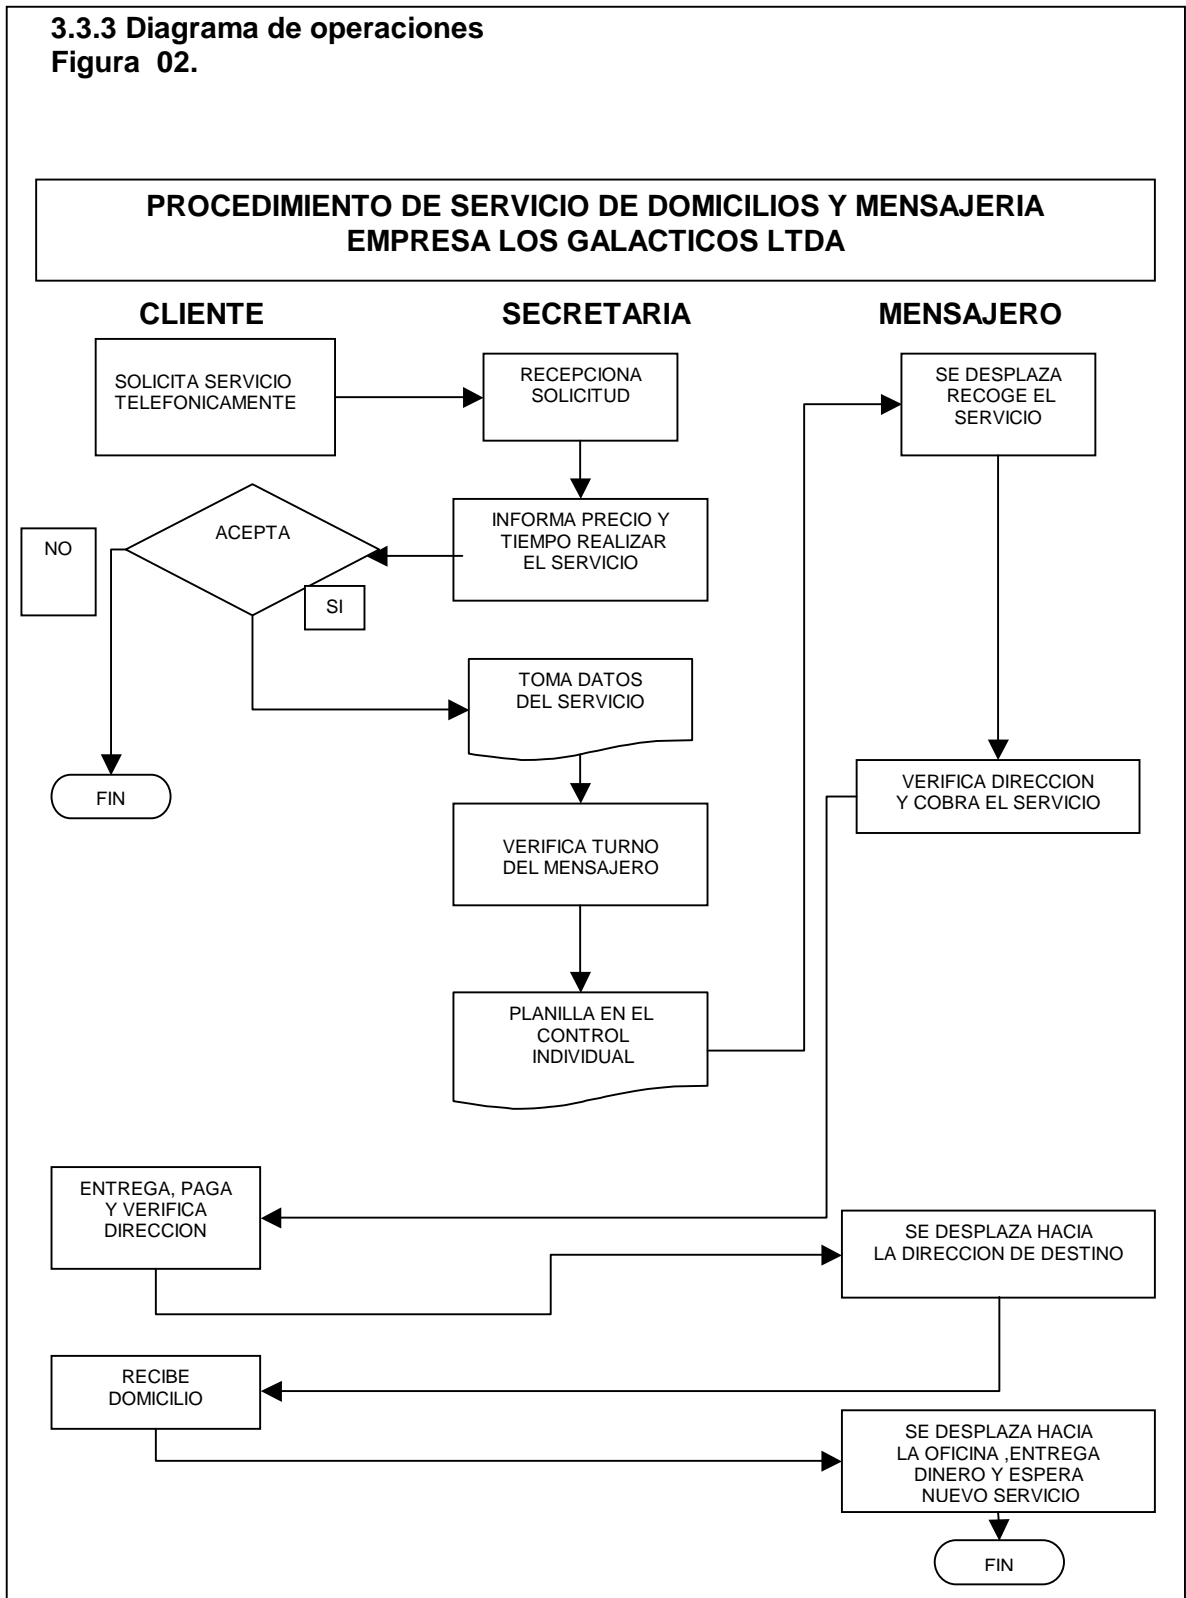 3.3.3 Diagrama de operaciones
Figura 02.
PROCEDIMIENTO DE SERVICIO DE DOMICILIOS Y MENSAJERIA
EMPRESA LOS GALACTICOS LTDA
CLIENTE
SECRETARIA
MENSAJERO
SOLICITA SERVICIO
TELEFONICAMENTE
RECEPCIONA
SOLICITUD
SE DESPLAZA
RECOGE EL
SERVICIO
NO
ACEPTA
SI
INFORMA PRECIO Y
TIEMPO REALIZAR
EL SERVICIO
TOMA DATOS
DEL SERVICIO
FIN
VERIFICA DIRECCION
Y COBRA EL SERVICIO
VERIFICA TURNO
DEL MENSAJERO
PLANILLA EN EL
CONTROL
INDIVIDUAL
ENTREGA, PAGA
Y VERIFICA
DIRECCION
SE DESPLAZA HACIA
LA DIRECCION DE DESTINO
RECIBE
DOMICILIO
SE DESPLAZA HACIA
LA OFICINA ,ENTREGA
DINERO Y ESPERA
NUEVO SERVICIO
FIN